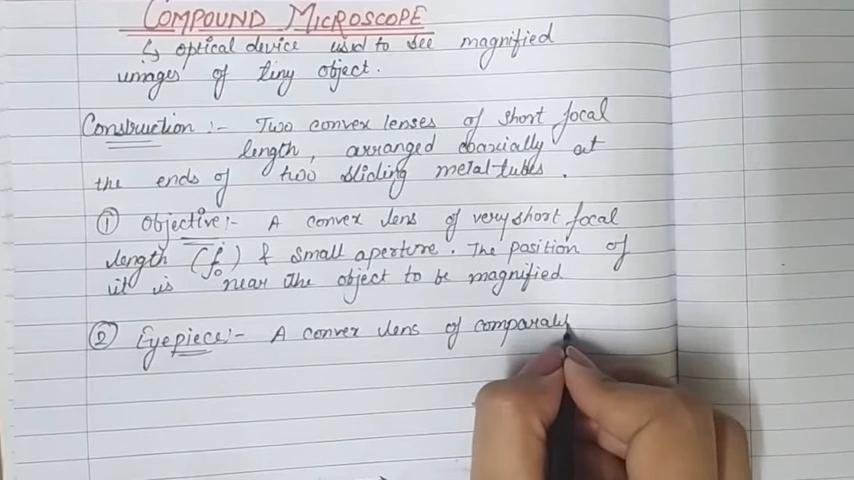 COMPOUND MICROSCOPE
↳ optical device used to see magnified
images of tiny object.
Construction :- Two convex lenses of short focal
length, arranged coaxially at
the ends of two sliding metal-tubes.
① Objective:- A convex lens of very short focal
length (fo) & small aperture. The position of
it is near the object to be magnified
② Eyepiece:- A convex lens of